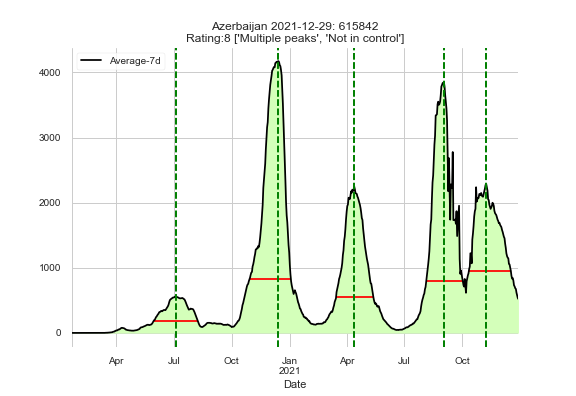 Azerbaijan 2021-12-29: 615842
Rating:8 ['Multiple peaks', 'Not in control']
Average-7d
4000
3000
2000
1000
0
Apr Jul Oct Jan Apr Jul Oct
2021
Date